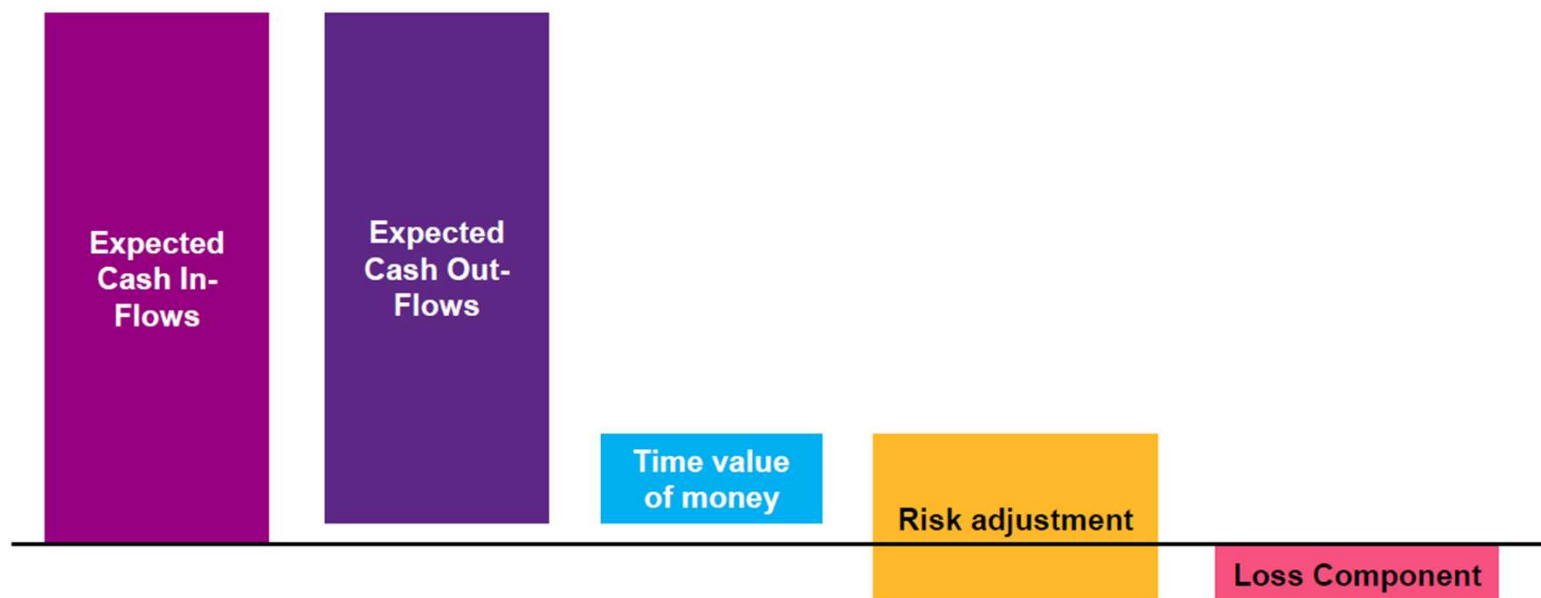 Expected
Cash In-
Flows
Expected
Cash Out-
Flows
Time value
of money
Risk adjustment
Loss Component